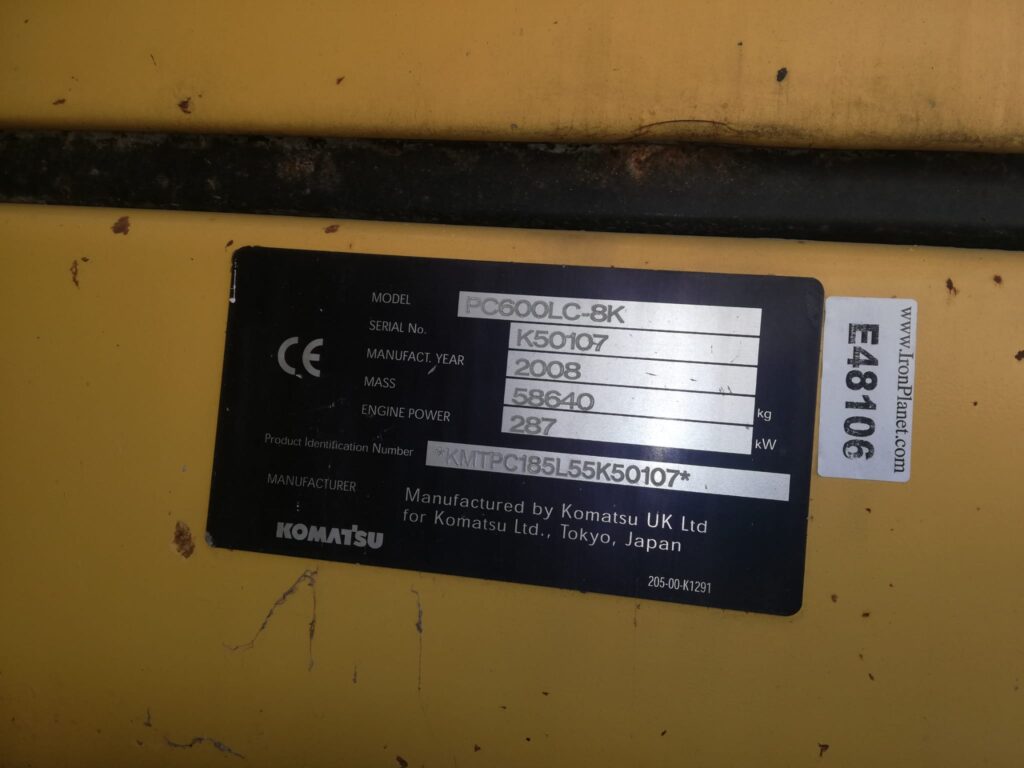 MODEL PC600LC-8K
SERIAL No. K50107
MANUFACT. YEAR 2008
MASS 58640 kg
ENGINE POWER 287 kW
Product Identification Number *KMTPC185L55K50107*
MANUFACTURER
Manufactured by Komatsu UK Ltd
for Komatsu Ltd., Tokyo, Japan
KOMATSU
205-00-K1291
CE
www.IronPlanet.com
E48106